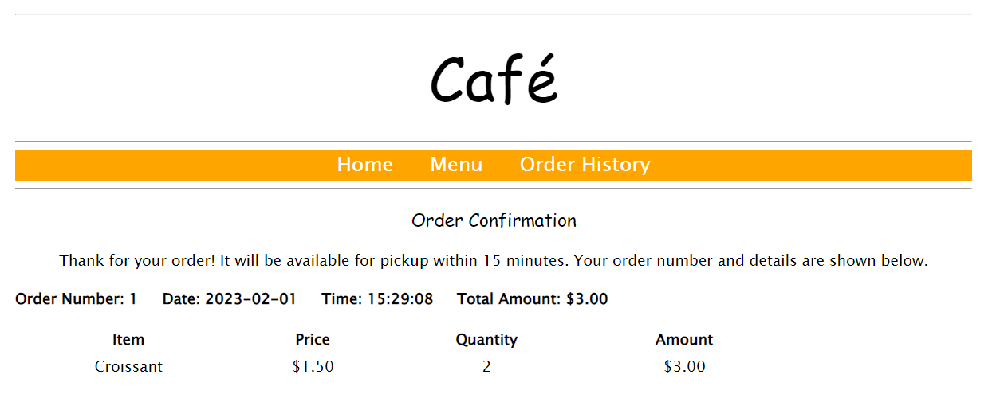 Café
Home Menu Order History
Order Confirmation
Thank for your order! It will be available for pickup within 15 minutes. Your order number and details are shown below.
Order Number: 1 Date: 2023-02-01 Time: 15:29:08 Total Amount: $3.00
Item Price Quantity Amount
Croissant $1.50 2 $3.00